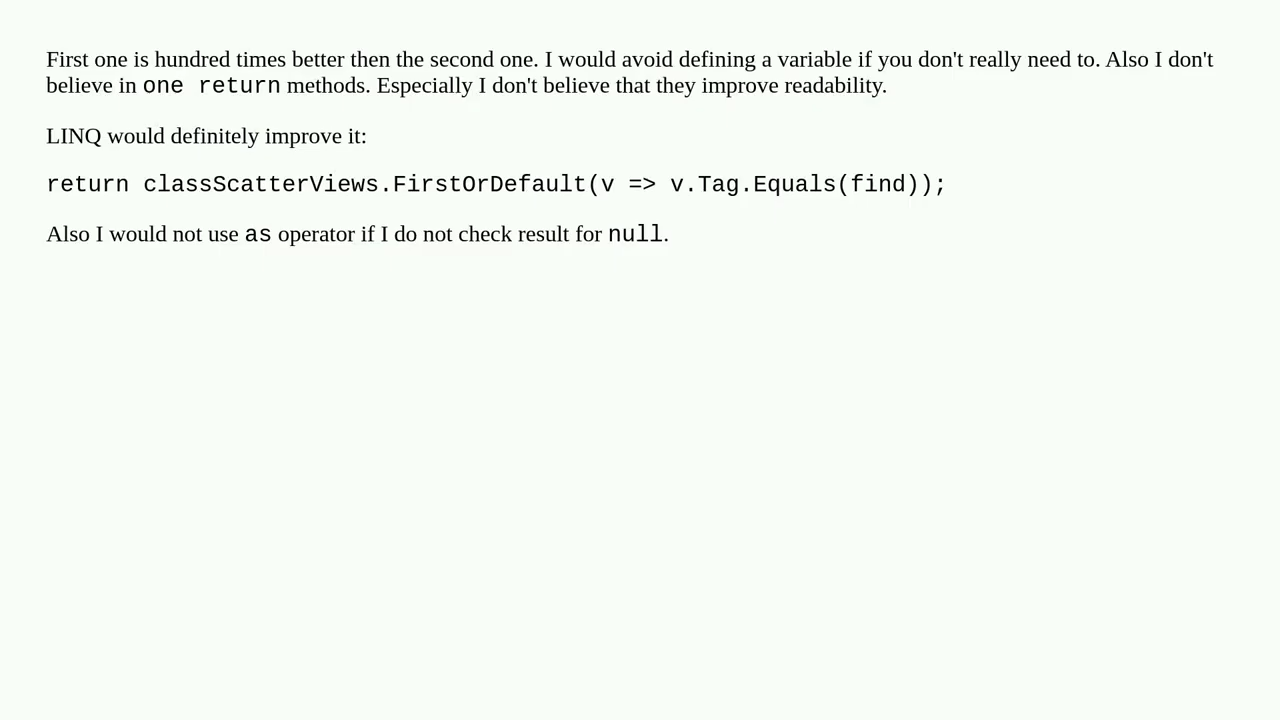 First one is hundred times better then the second one. I would avoid defining a variable if you don't really need to. Also I don't
believe in one return methods. Especially I don't believe that they improve readability.
LINQ would definitely improve it:
return classScatterViews.FirstOrDefault(v => v.Tag.Equals(find));
Also I would not use as operator if I do not check result for null.